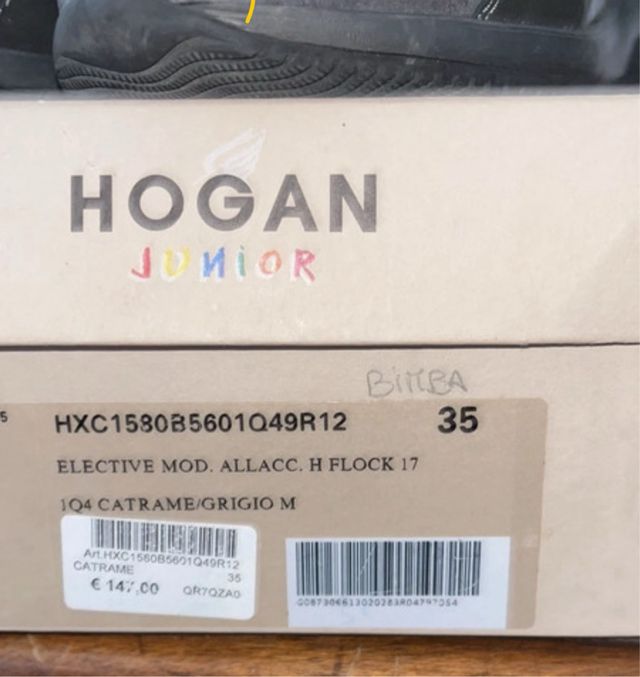 HOGAN
JUNIOR
BIMBA
5
HXC1580B5601Q49R12 35
ELECTIVE MOD. ALLACC. H FLOCK 17
1Q4 CATRAME/GRIGIO M
Art.HXC1580B5601Q49R12
CATRAME 35
€ 147,00 QR7QZA0